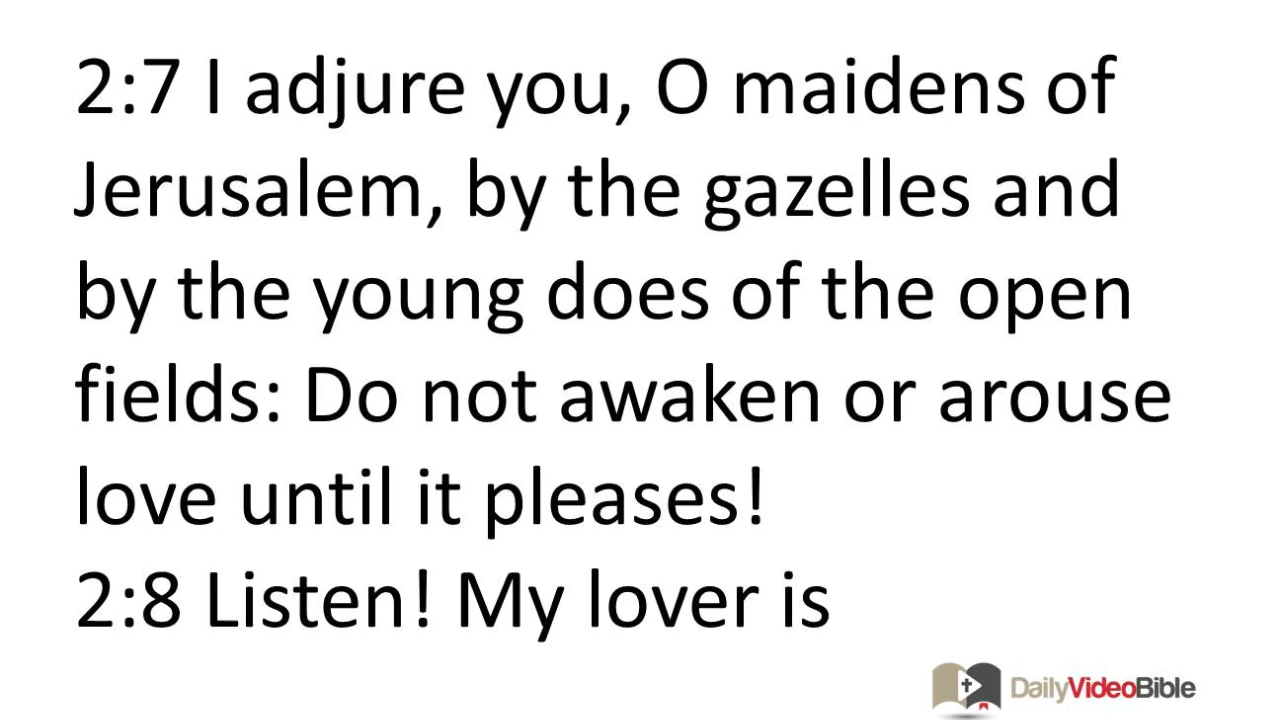 2:7 I adjure you, O maidens of
Jerusalem, by the gazelles and
by the young does of the open
fields: Do not awaken or arouse
love until it pleases!
2:8 Listen! My lover is
DailyVideoBible